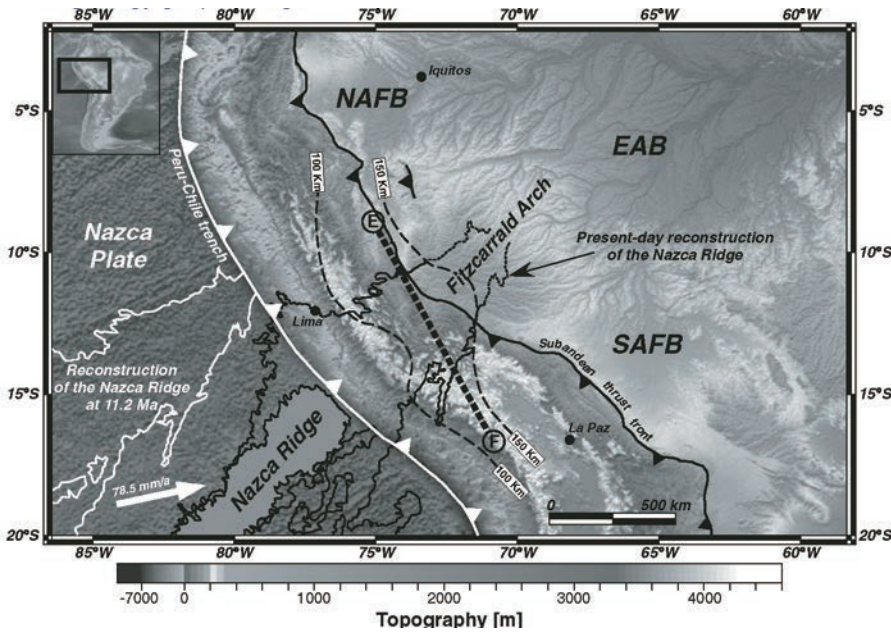 85°W 80°W 75°W 70°W 65°W 60°W
5°S
10°S
15°S
20°S
Iquitos
NAFB
EAB
Peru-Chile trench
100 Km
150 Km
E
Fitzcarrald Arch
Nazca
Plate
Present-day reconstruction
of the Nazca Ridge
Lima
SAFB
Subandean thrust front
Reconstruction
of the Nazca Ridge
at 11.2 Ma
La Paz
F
150 Km
100 Km
Nazca Ridge
78.5 mm/a
0 500 km
5°S
10°S
15°S
20°S
85°W 80°W 75°W 70°W 65°W 60°W
-7000 0 1000 2000 3000 4000
Topography [m]